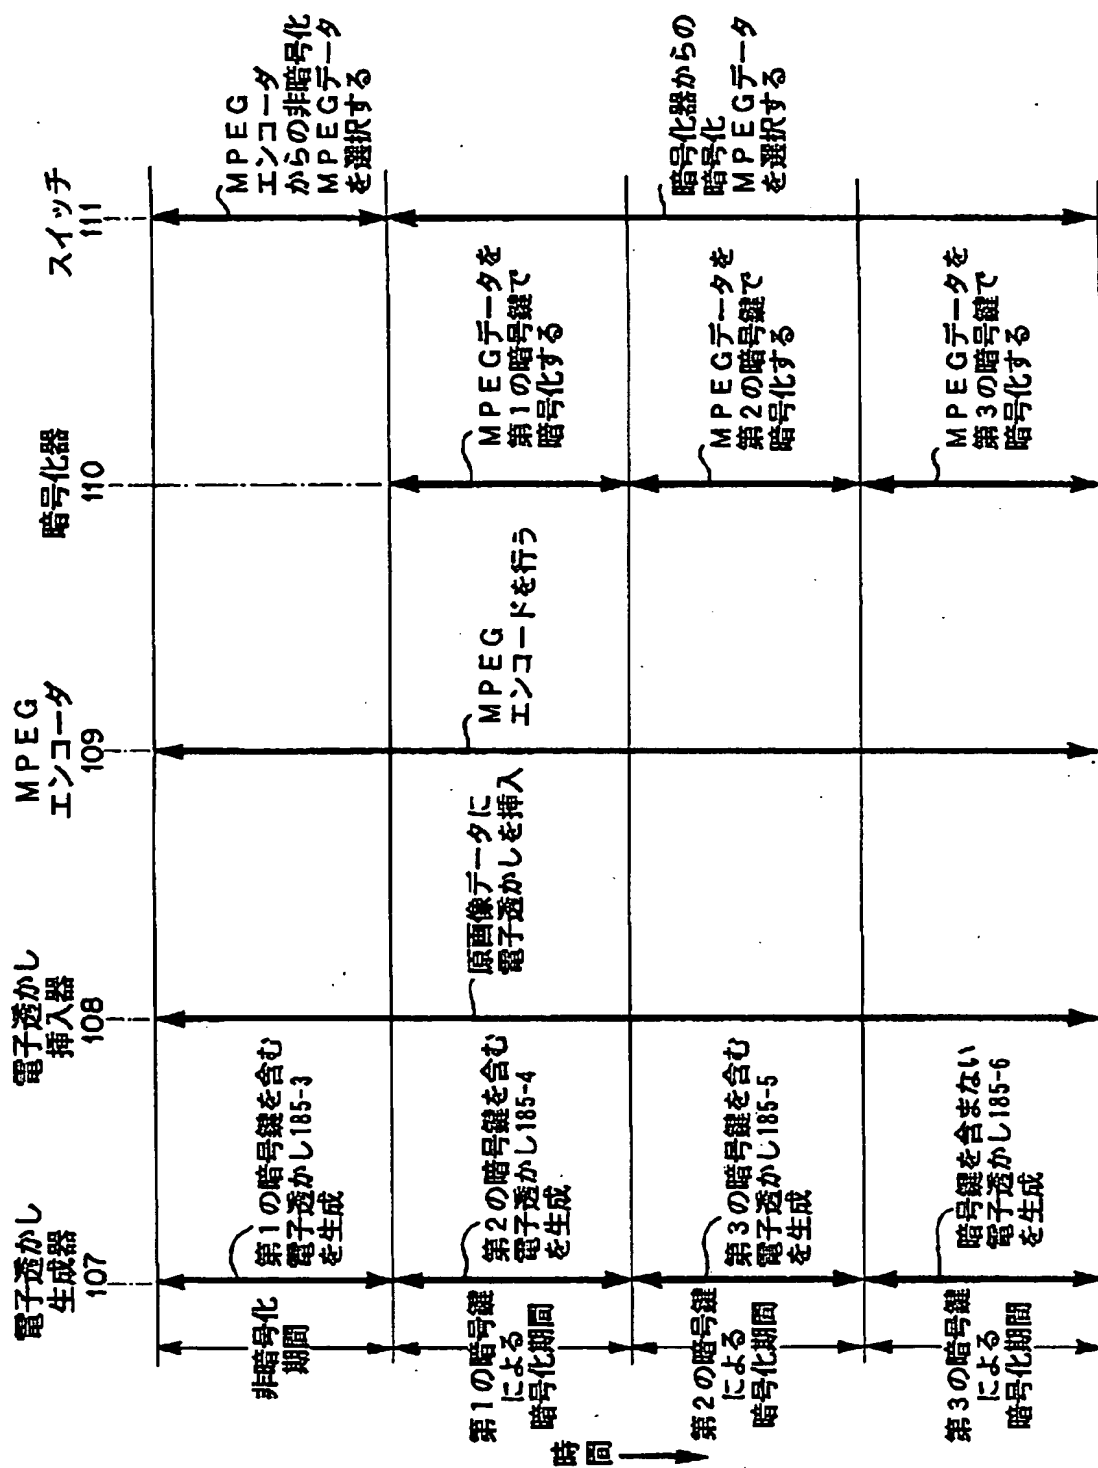 電子透かし
生成器
107
電子透かし
挿入器
108
MPEG
エンコーダ
109
暗号化器
110
スイッチ
111
時間
非暗号化
期間
第1の暗号鍵を含む
電子透かし185-3
を生成
MPEG
エンコーダ
からの非暗号化
MPEGデータ
を選択する
第1の暗号鍵
による
暗号化期間
第2の暗号鍵を含む
電子透かし185-4
を生成
原画像データに
電子透かしを挿入
MPEG
エンコードを行う
MPEGデータを
第1の暗号鍵で
暗号化する
暗号化器からの
暗号化
MPEGデータ
を選択する
第2の暗号鍵
による
暗号化期間
第3の暗号鍵を含む
電子透かし185-5
を生成
MPEGデータを
第2の暗号鍵で
暗号化する
第3の暗号鍵
による
暗号化期間
暗号鍵を含まない
電子透かし185-6
を生成
MPEGデータを
第3の暗号鍵で
暗号化する